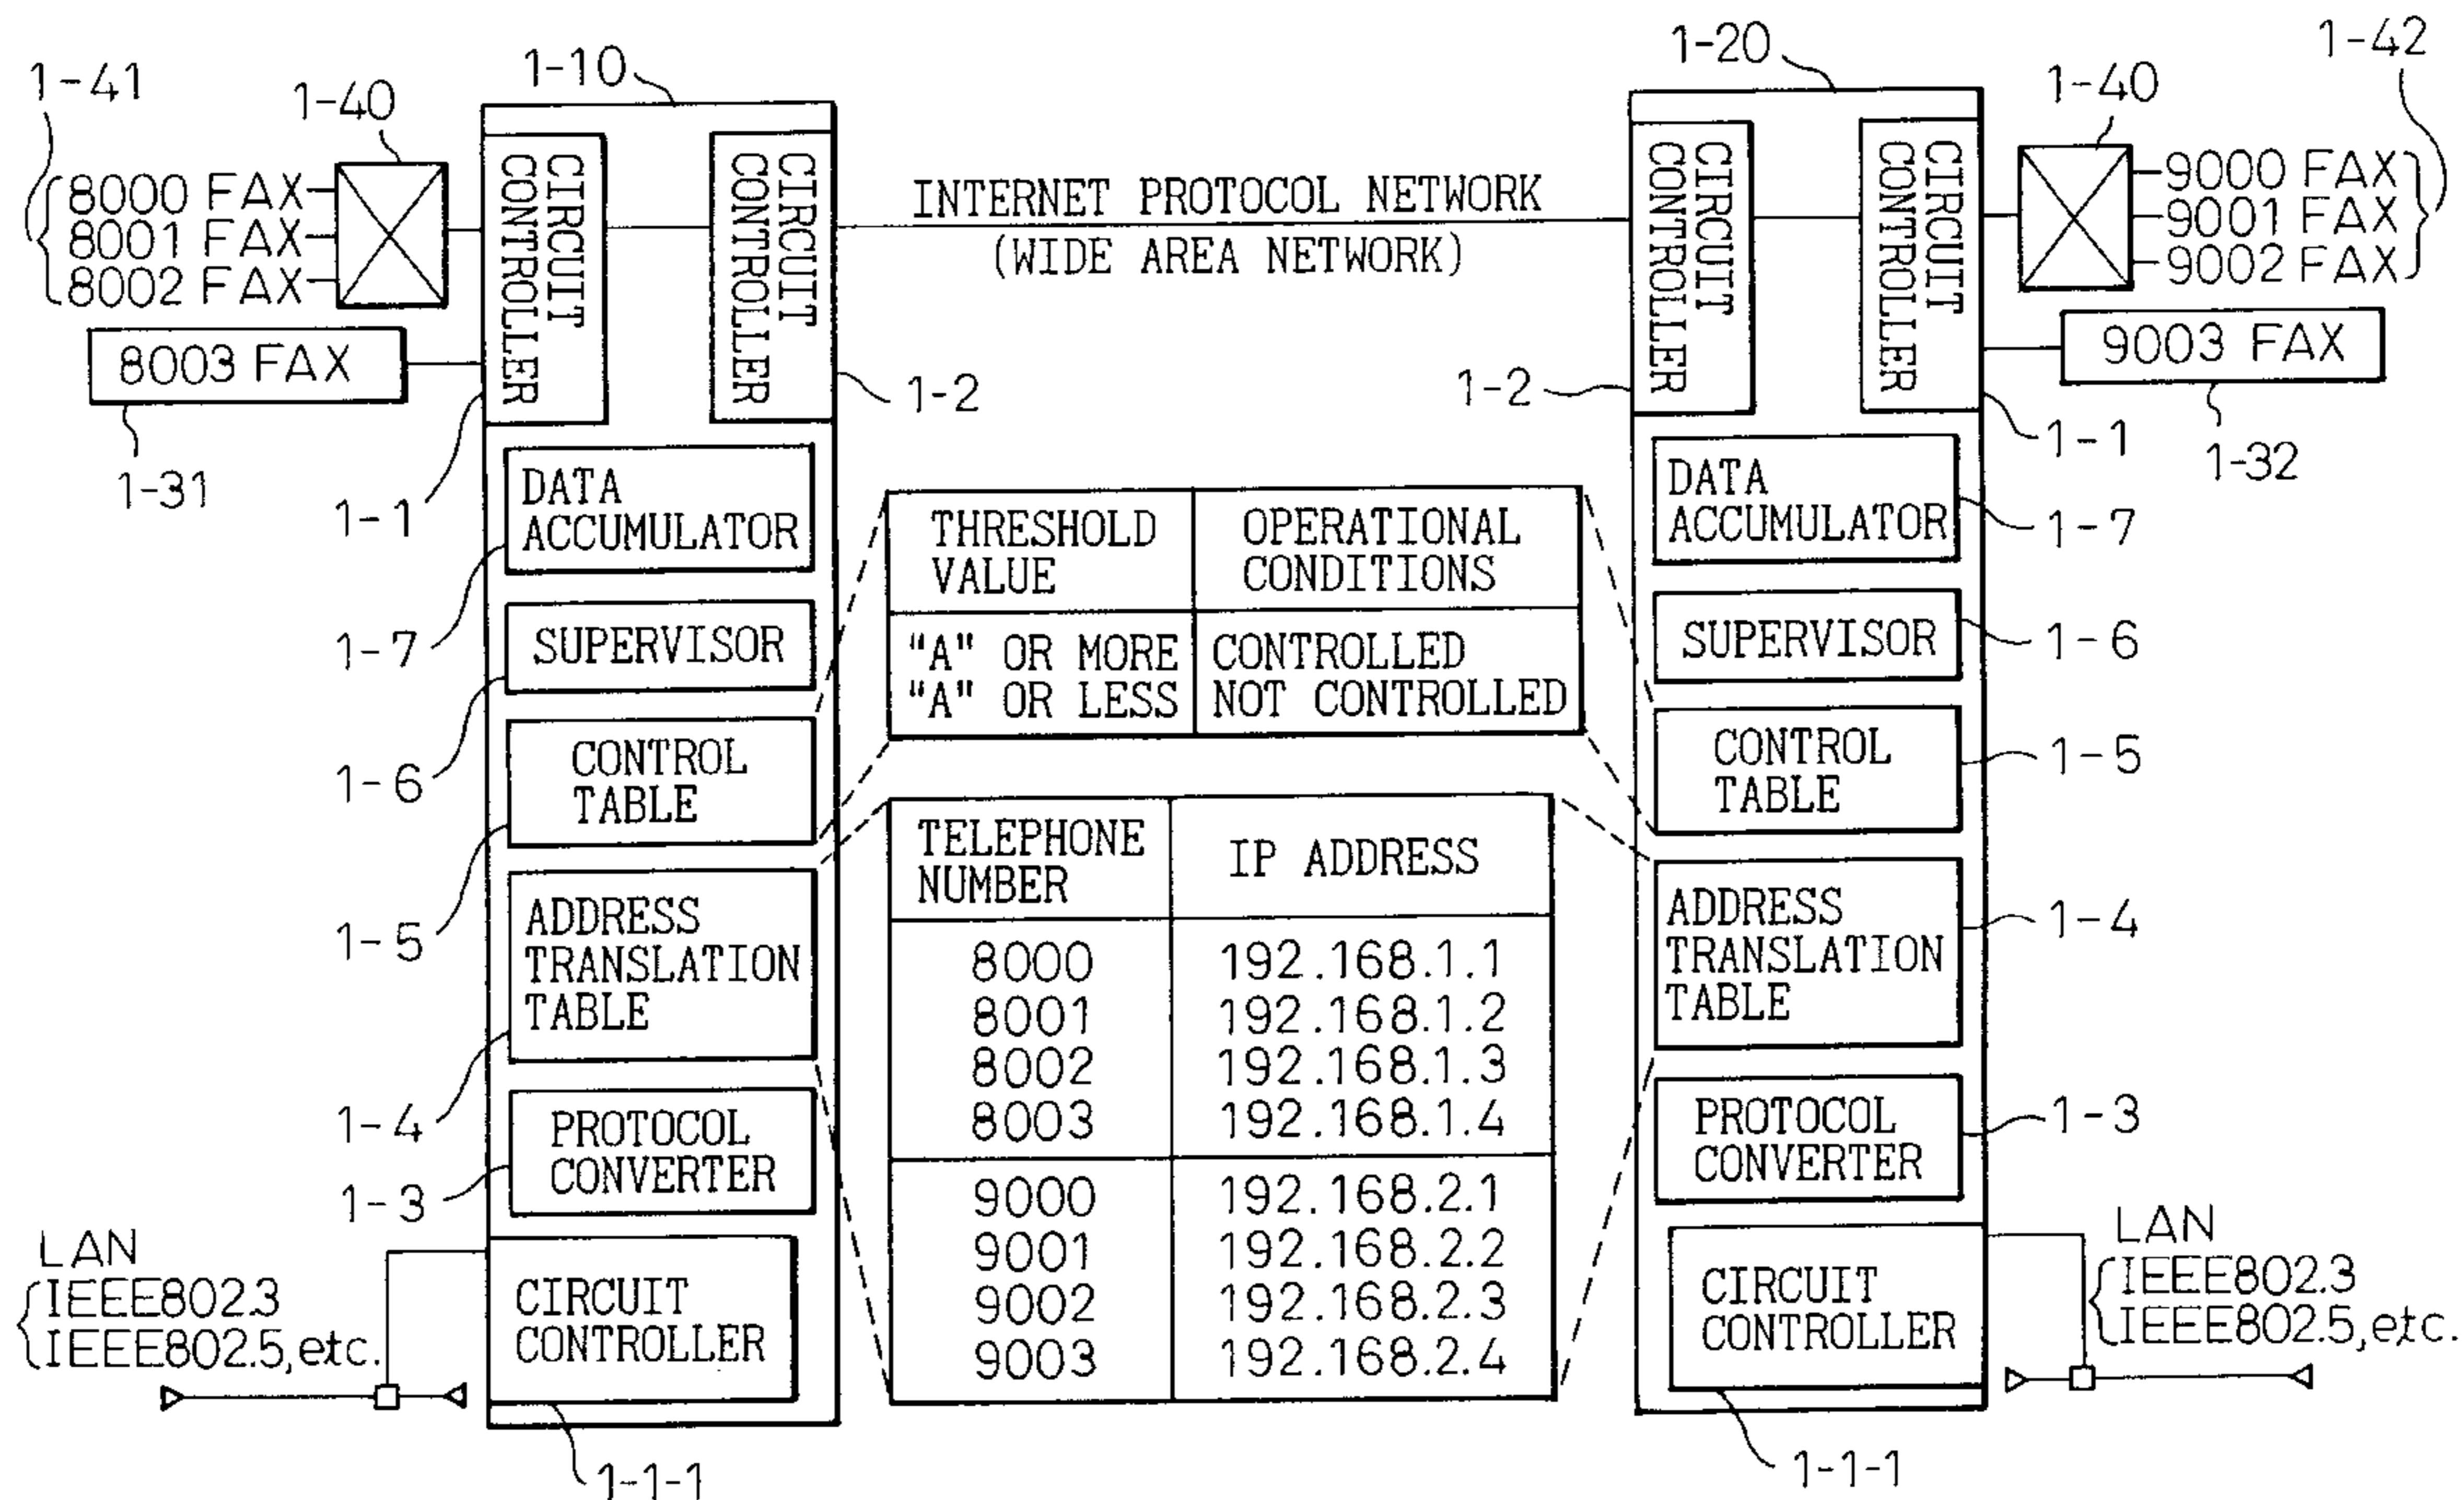 1-41
1-40
1-10
1-20
1-40
1-42
8000 FAX
8001 FAX
8002 FAX
8003 FAX
1-31
CIRCUIT
CONTROLLER
1-1
CIRCUIT
CONTROLLER
1-2
INTERNET PROTOCOL NETWORK
(WIDE AREA NETWORK)
CIRCUIT
CONTROLLER
1-2
CIRCUIT
CONTROLLER
1-1
9000 FAX
9001 FAX
9002 FAX
9003 FAX
1-32
DATA
ACCUMULATOR
1-7
SUPERVISOR
1-6
CONTROL
TABLE
1-5
ADDRESS
TRANSLATION
TABLE
1-4
PROTOCOL
CONVERTER
1-3
LAN
IEEE802.3
IEEE802.5,etc.
CIRCUIT
CONTROLLER
1-1-1
THRESHOLD
VALUE
OPERATIONAL
CONDITIONS
"A" OR MORE CONTROLLED
"A" OR LESS NOT CONTROLLED
TELEPHONE
NUMBER
IP ADDRESS
8000 192.168.1.1
8001 192.168.1.2
8002 192.168.1.3
8003 192.168.1.4
9000 192.168.2.1
9001 192.168.2.2
9002 192.168.2.3
9003 192.168.2.4
DATA
ACCUMULATOR
1-7
SUPERVISOR
1-6
CONTROL
TABLE
1-5
ADDRESS
TRANSLATION
TABLE
1-4
PROTOCOL
CONVERTER
1-3
LAN
IEEE802.3
IEEE802.5,etc.
CIRCUIT
CONTROLLER
1-1-1